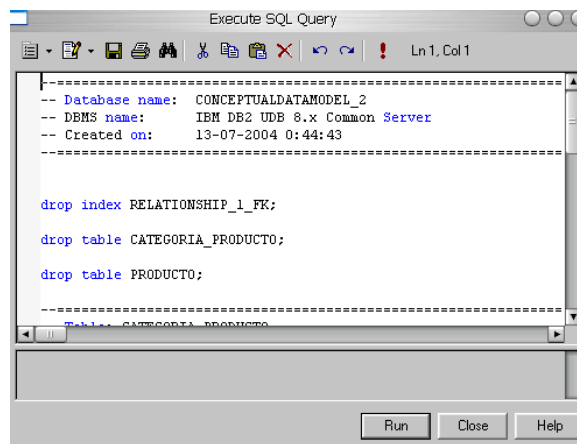 Execute SQL Query
Ln 1, Col 1
--==============================================================
-- Database name:  CONCEPTUALDATAMODEL_2
-- DBMS name:      IBM DB2 UDB 8.x Common Server
-- Created on:     13-07-2004 0:44:43
--==============================================================
drop index RELATIONSHIP_1_FK;
drop table CATEGORIA_PRODUCTO;
drop table PRODUCTO;
--==============================================================
-- Table: CATEGORIA_PRODUCTO
Run Close Help